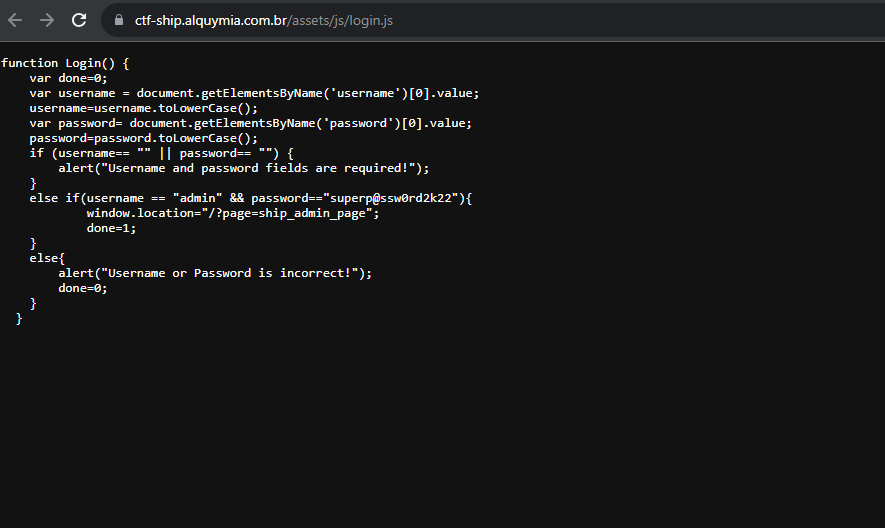 ctf-ship.alquymia.com.br/assets/js/login.js
function Login() {
var done=0;
var username = document.getElementsByName('username')[0].value;
username=username.toLowerCase();
var password= document.getElementsByName('password')[0].value;
password=password.toLowerCase();
if (username== "" || password== "") {
alert("Username and password fields are required!");
}
else if(username == "admin" && password=="superp@ssw0rd2k22"){
window.location="/?page=ship_admin_page";
done=1;
}
else{
alert("Username or Password is incorrect!");
done=0;
}
}